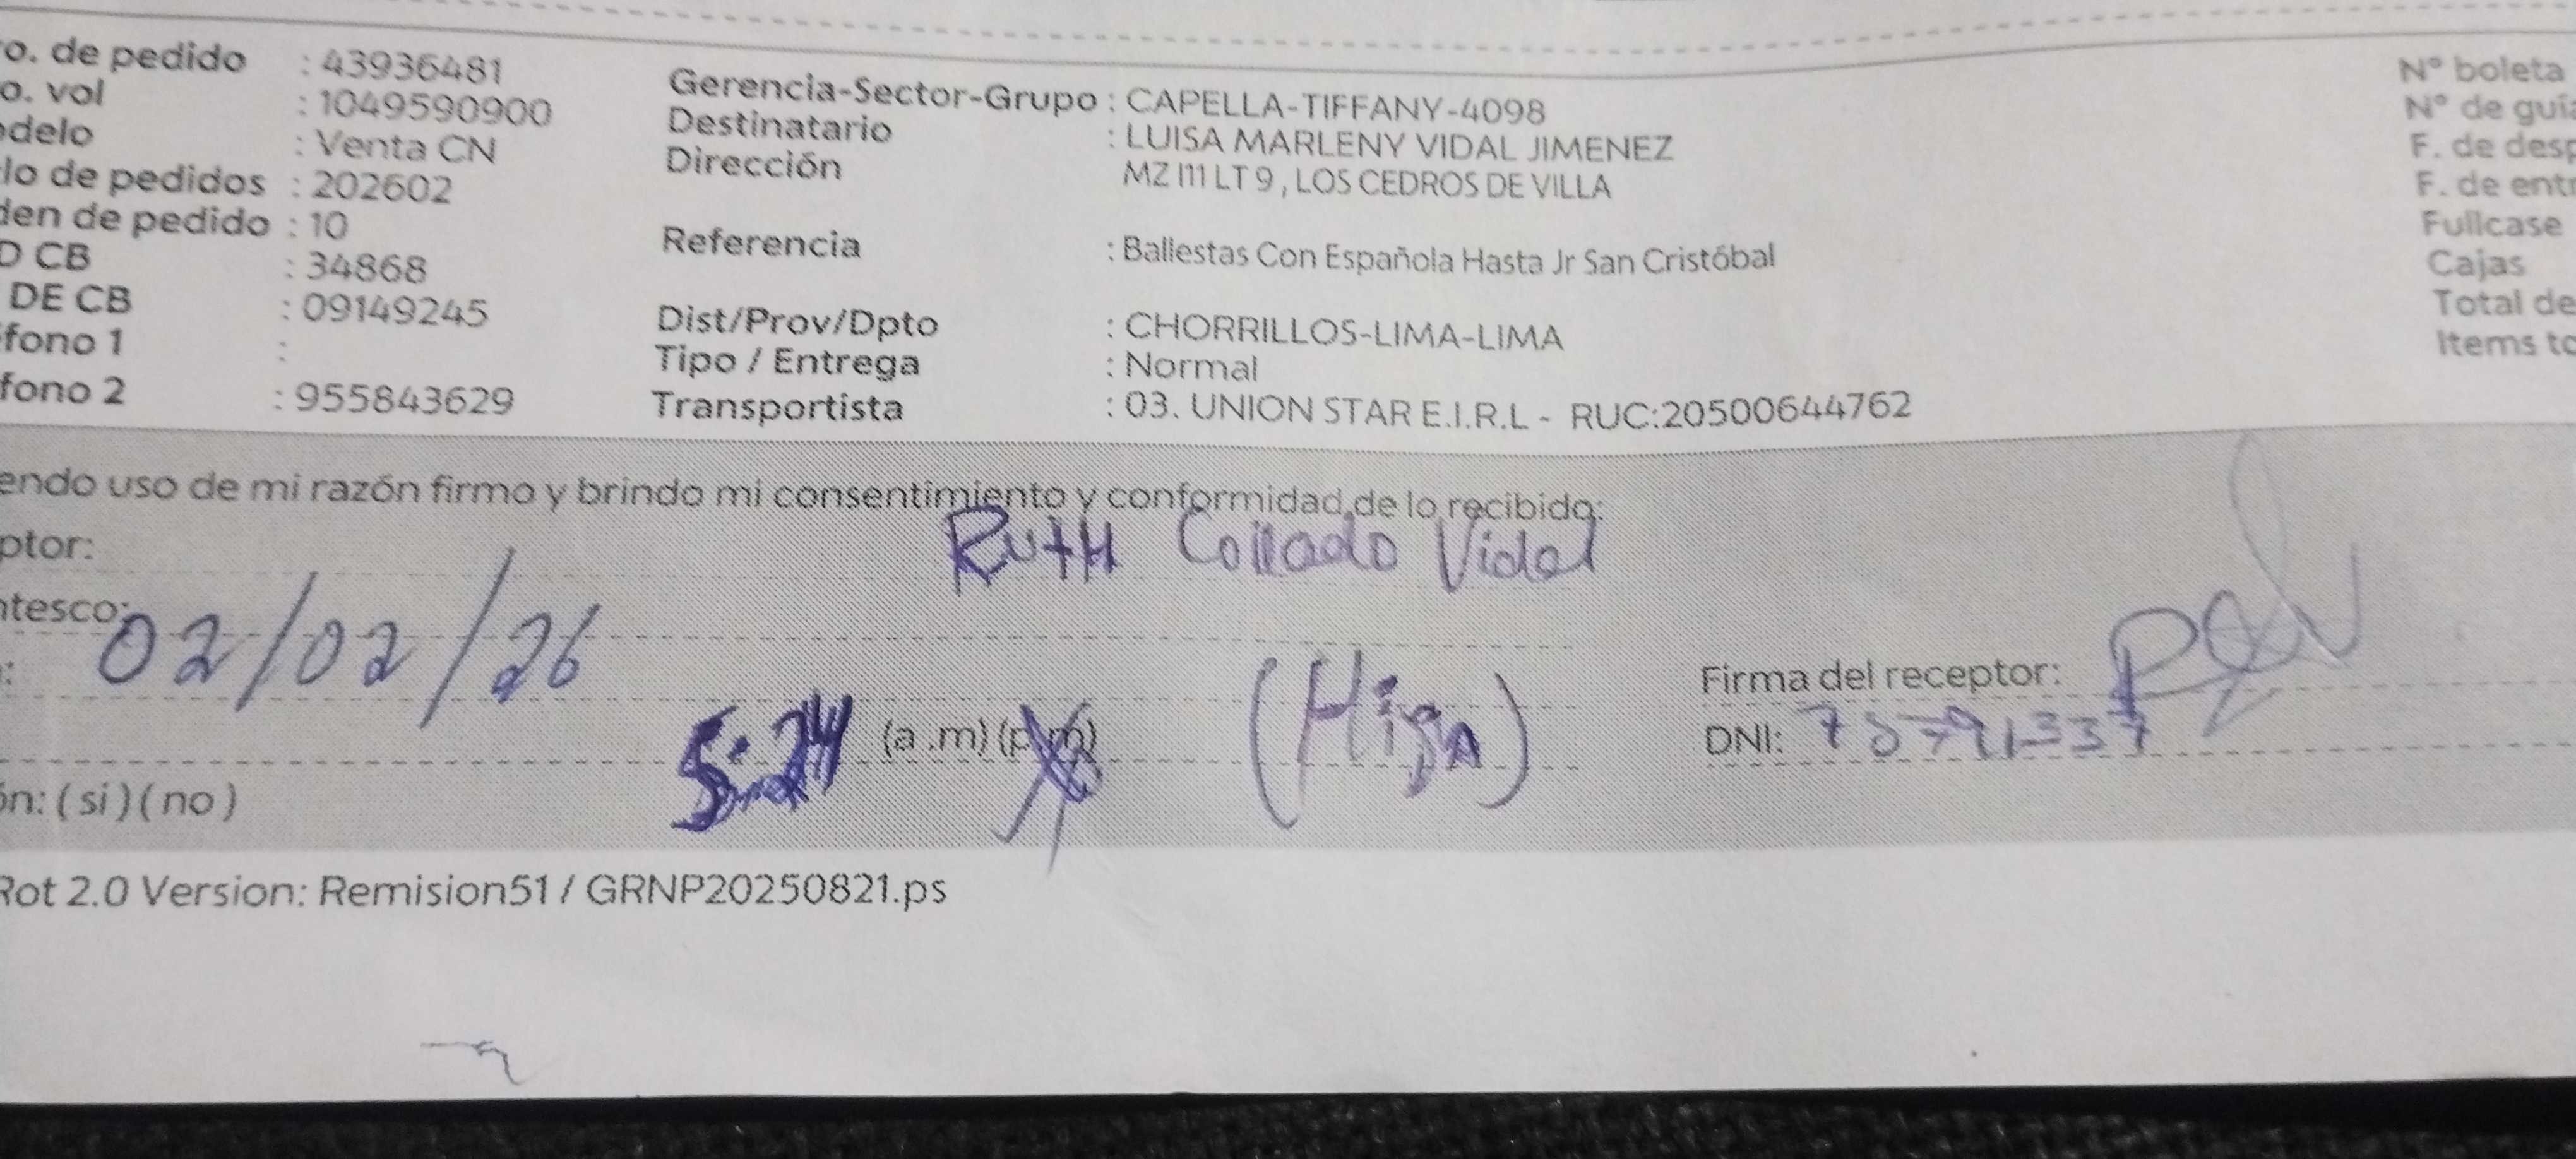 o. de pedido : 43936481
o. vol : 1049590900
delo : Venta CN
lo de pedidos : 202602
den de pedido : 10
D CB : 34868
DE CB : 09149245
fono 1 :
fono 2 : 955843629
Gerencia-Sector-Grupo : CAPELLA-TIFFANY-4098
Destinatario : LUISA MARLENY VIDAL JIMENEZ
Dirección MZ I11 LT 9 , LOS CEDROS DE VILLA
Referencia : Ballestas Con Española Hasta Jr San Cristóbal
Dist/Prov/Dpto : CHORRILLOS-LIMA-LIMA
Tipo / Entrega : Normal
Transportista : 03. UNION STAR E.I.R.L - RUC:20500644762
N° boleta
N° de guía
F. de desp
F. de entr
Fullcase
Cajas
Total de
Items to
endo uso de mi razón firmo y brindo mi consentimiento y conformidad de lo recibido:
ptor: Ruth Collado Vidal
ntesco:
: 02/02/26
5:24 (a .m) (p.m) (Hija)
Firma del receptor:
DNI:
ón: ( si ) ( no )
Rot 2.0 Version: Remision51 / GRNP20250821.ps